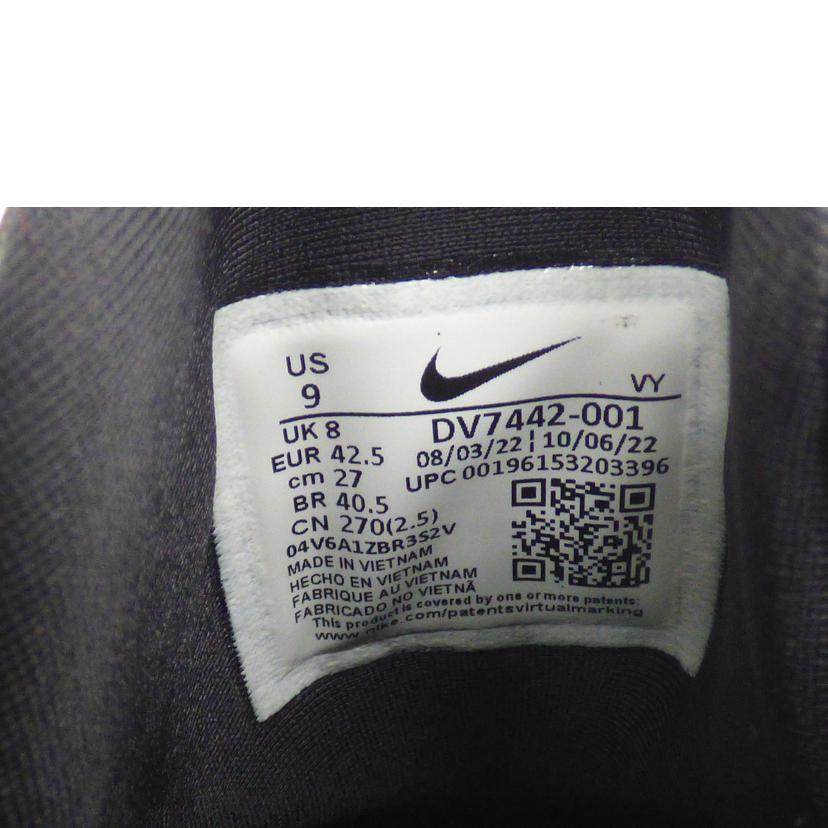 US
9
VY
UK 8
EUR 42.5
cm 27
BR 40.5
CN 270(2.5)
04V6A1ZBR3S2V
DV7442-001
08/03/22 | 10/06/22
UPC 00196153203396
MADE IN VIETNAM
HECHO EN VIETNAM
FABRIQUE AU VIETNAM
FABRICADO NO VIETNÃ
This product is covered by one or more patents:
www.nike.com/patentsvirtualmarking